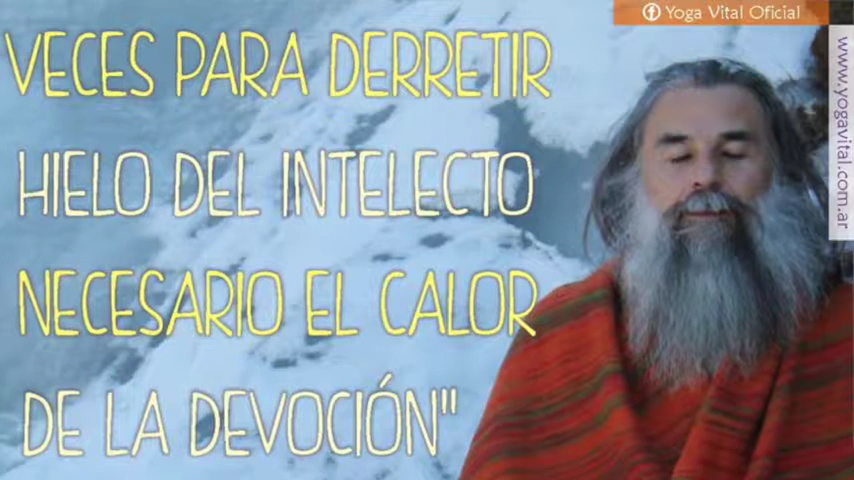 Yoga Vital Oficial
www.yogavital.com.ar
VECES PARA DERRETIR
HIELO DEL INTELECTO
NECESARIO EL CALOR
DE LA DEVOCIÓN"